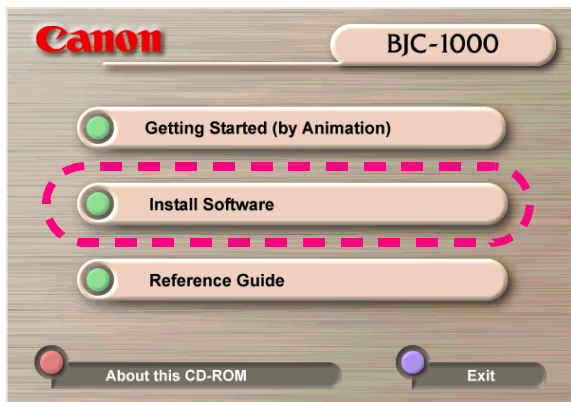 Canon
BJC-1000
Getting Started (by Animation)
Install Software
Reference Guide
About this CD-ROM
Exit